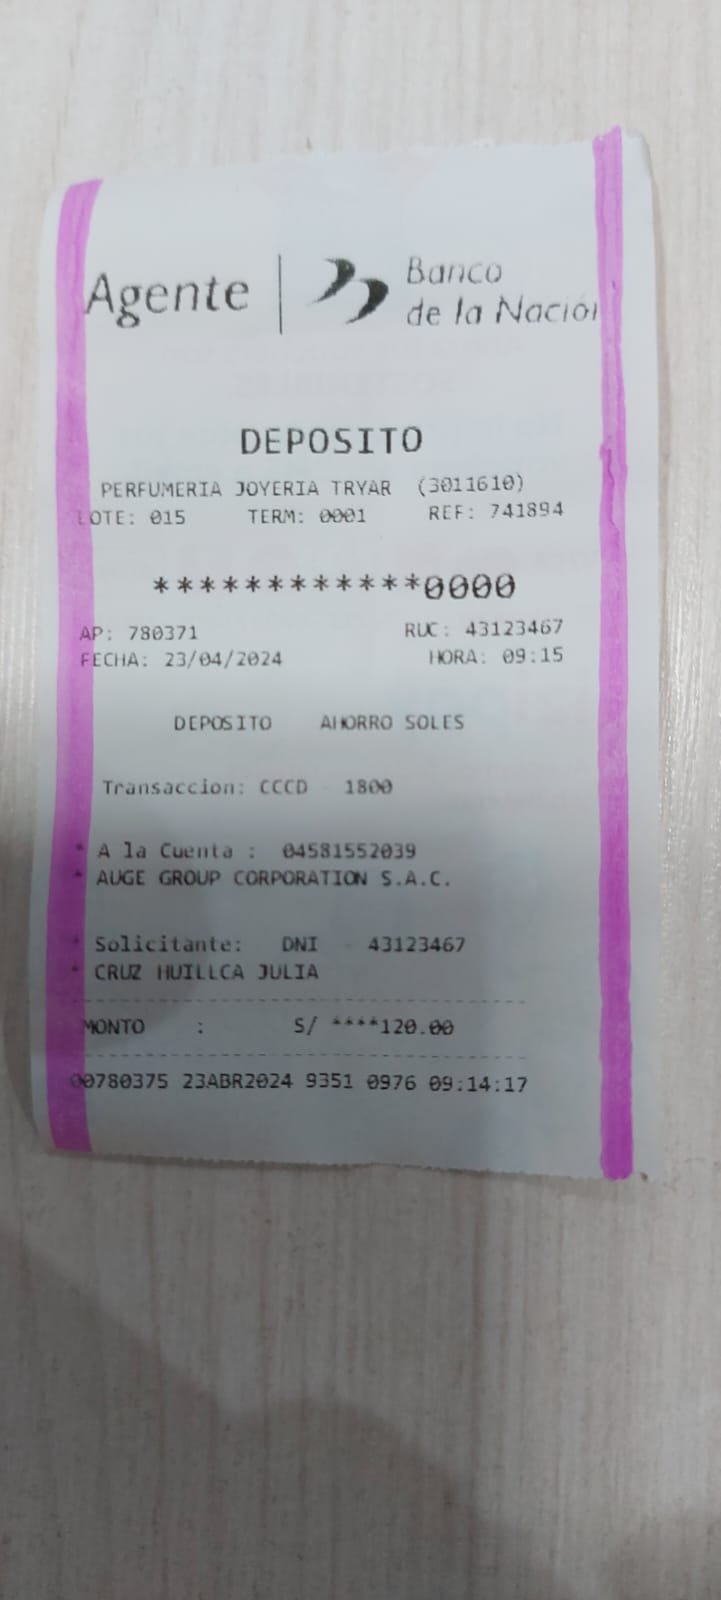 Agente
Banco
de la Nación
DEPOSITO
PERFUMERIA JOYERIA TRYAR (3011610)
LOTE: 015 TERM: 0001 REF: 741894
************0000
AP: 780371 RUC: 43123467
FECHA: 23/04/2024 HORA: 09:15
DEPOSITO AHORRO SOLES
Transaccion: CCCD - 1800
* A la Cuenta : 04581552039
* AUGE GROUP CORPORATION S.A.C.
* Solicitante: DNI - 43123467
* CRUZ HUILLCA JULIA
MONTO : S/ ****120.00
00780375 23ABR2024 9351 0976 09:14:17